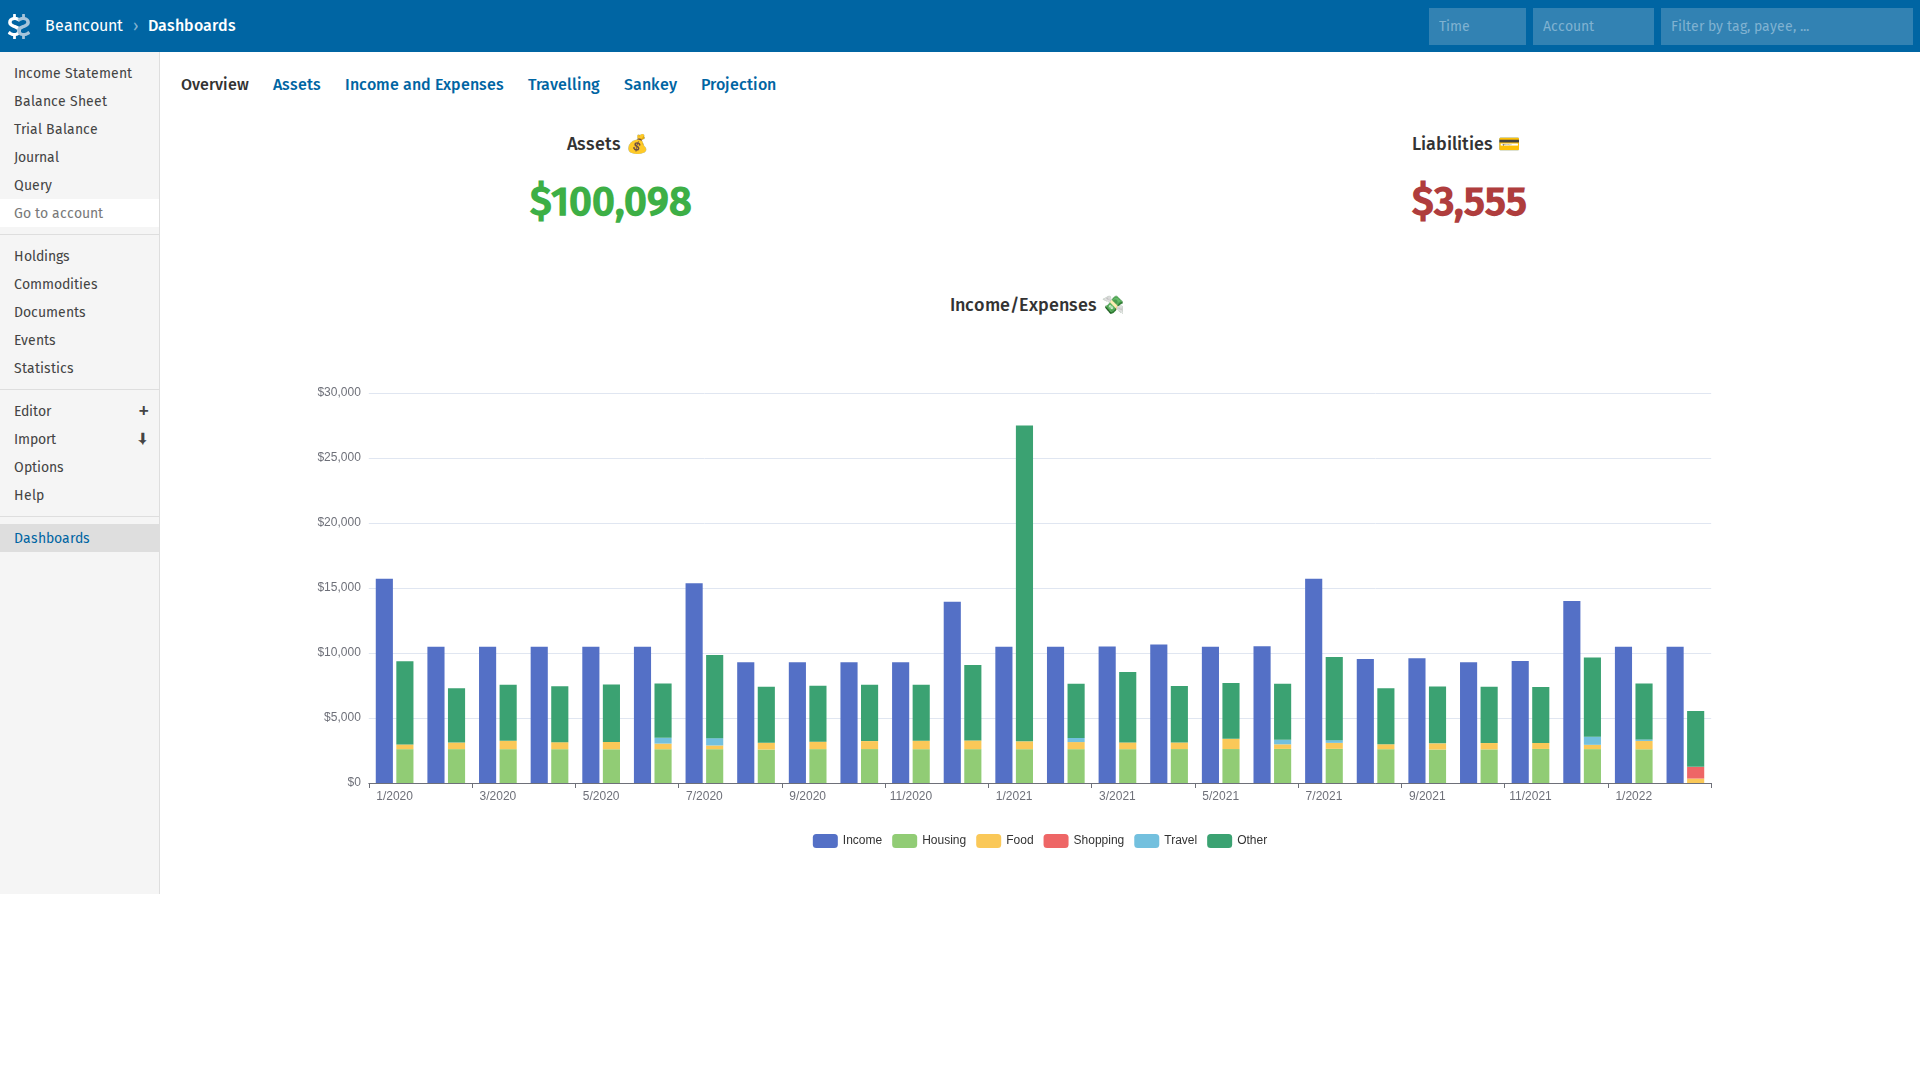 Beancount › Dashboards
Time
Account
Filter by tag, payee, ...
Income Statement
Balance Sheet
Trial Balance
Journal
Query
Go to account
Holdings
Commodities
Documents
Events
Statistics
Editor +
Import ⬇
Options
Help
Dashboards
Overview Assets Income and Expenses Travelling Sankey Projection
Assets 💰
$100,098
Liabilities 💳
$3,555
Income/Expenses 💸
$30,000
$25,000
$20,000
$15,000
$10,000
$5,000
$0
1/2020 3/2020 5/2020 7/2020 9/2020 11/2020 1/2021 3/2021 5/2021 7/2021 9/2021 11/2021 1/2022
Income Housing Food Shopping Travel Other